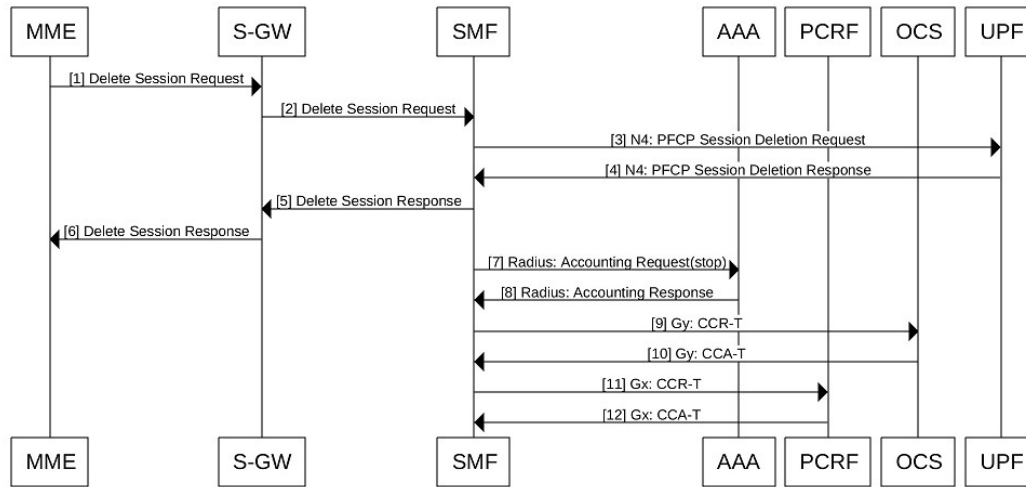 MME S-GW SMF AAA PCRF OCS UPF
[1] Delete Session Request
[2] Delete Session Request
[3] N4: PFCP Session Deletion Request
[4] N4: PFCP Session Deletion Response
[5] Delete Session Response
[6] Delete Session Response
[7] Radius: Accounting Request(stop)
[8] Radius: Accounting Response
[9] Gy: CCR-T
[10] Gy: CCA-T
[11] Gx: CCR-T
[12] Gx: CCA-T
MME S-GW SMF AAA PCRF OCS UPF